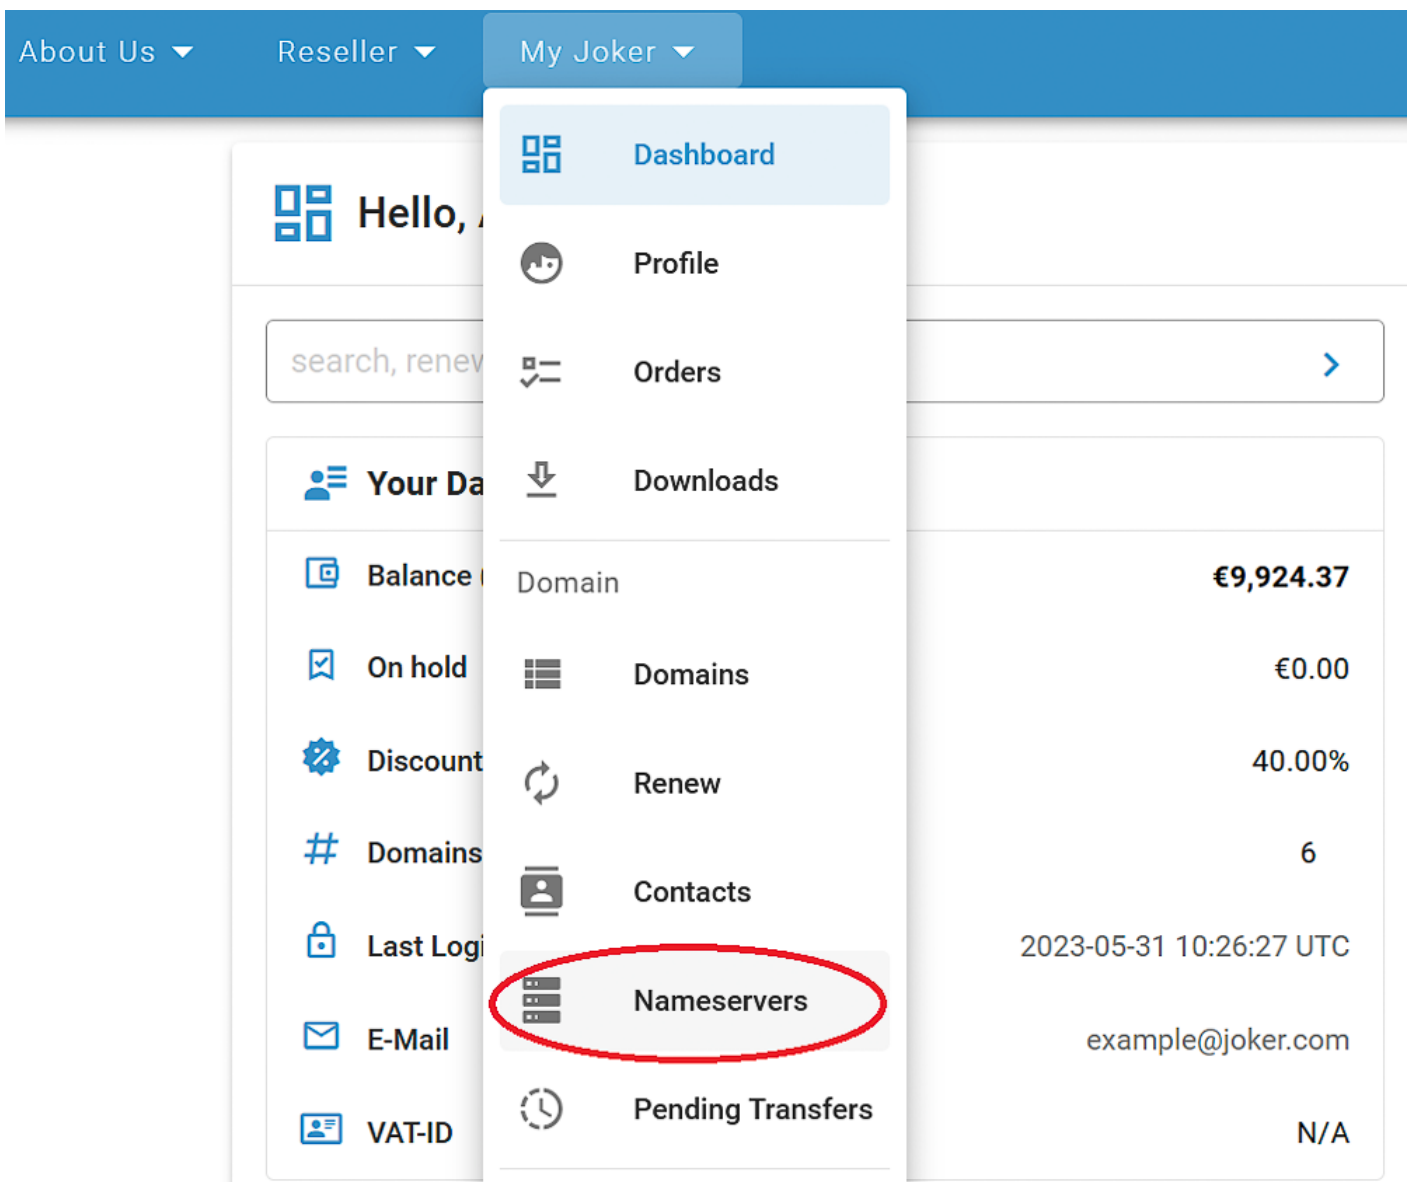 About Us Reseller My Joker
Dashboard
Hello,
Profile
search, renew
Orders
Your Da
Downloads
Balance €9,924.37
Domain
On hold €0.00
Domains
Discount 40.00%
Renew
Domains 6
Contacts
Last Logi 2023-05-31 10:26:27 UTC
Nameservers
E-Mail example@joker.com
Pending Transfers
VAT-ID N/A